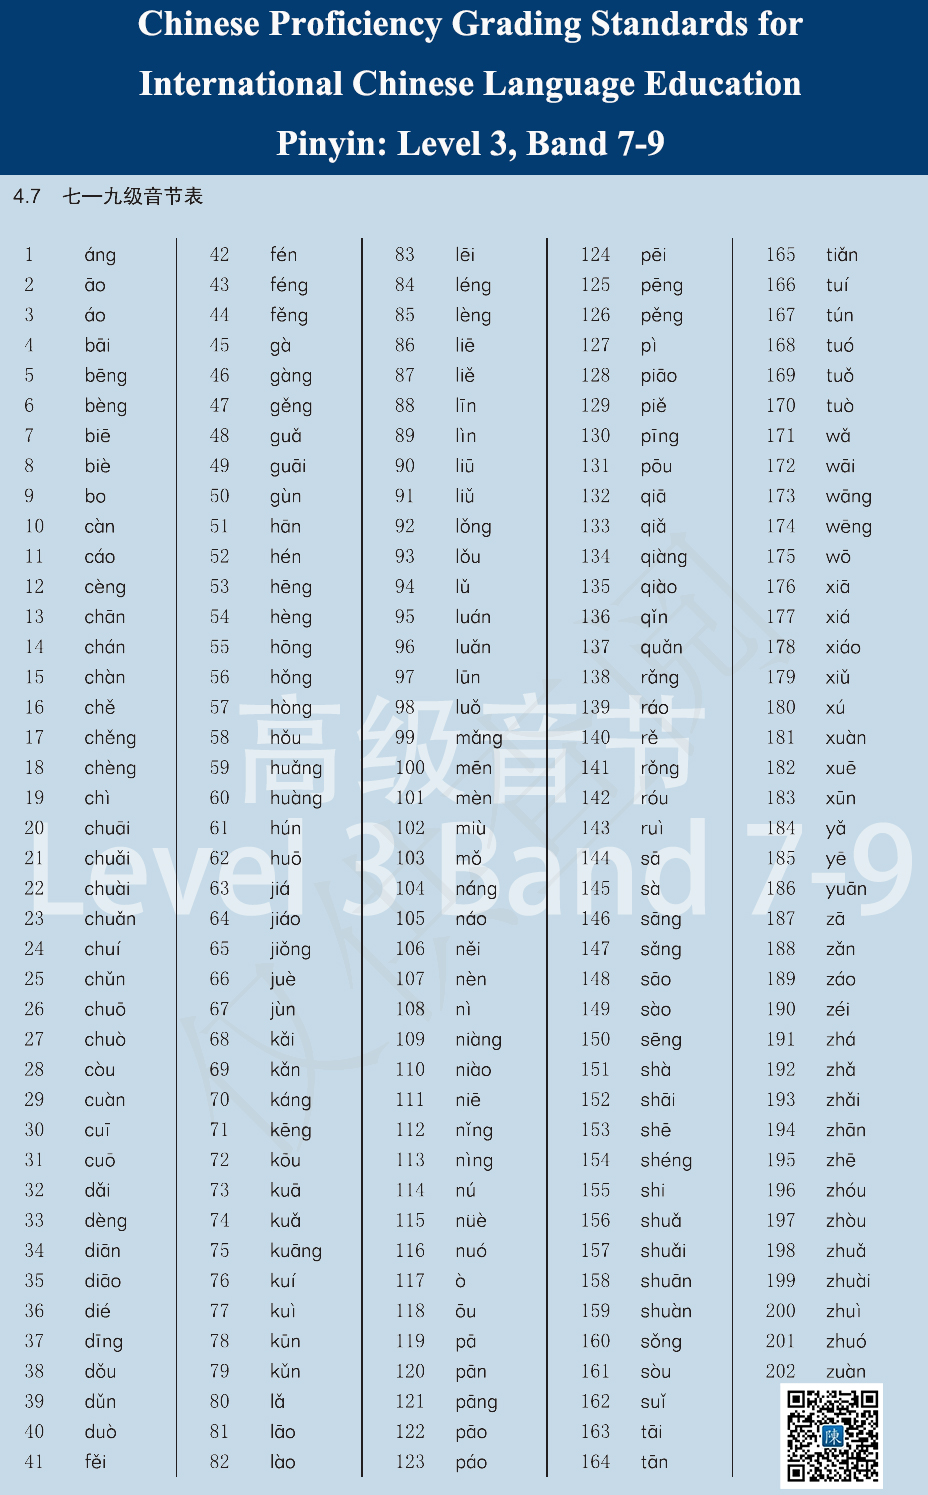 Chinese Proficiency Grading Standards for
International Chinese Language Education
Pinyin: Level 3, Band 7-9
4.7 七一九级音节表
1 áng
2 āo
3 áo
4 bāi
5 bēng
6 bèng
7 biē
8 biè
9 bo
10 càn
11 cáo
12 cèng
13 chān
14 chán
15 chàn
16 chě
17 chěng
18 chèng
19 chì
20 chuāi
21 chuǎi
22 chuài
23 chuǎn
24 chuí
25 chǔn
26 chuō
27 chuò
28 còu
29 cuàn
30 cuī
31 cuō
32 dǎi
33 dèng
34 diān
35 diāo
36 dié
37 dīng
38 dǒu
39 dǔn
40 duò
41 fěi
42 fén
43 féng
44 fěng
45 gà
46 gàng
47 gěng
48 guǎ
49 guāi
50 gùn
51 hān
52 hén
53 hēng
54 hèng
55 hōng
56 hǒng
57 hòng
58 hǒu
59 huǎng
60 huàng
61 hún
62 huō
63 jiá
64 jiáo
65 jiǒng
66 juè
67 jùn
68 kǎi
69 kǎn
70 káng
71 kēng
72 kōu
73 kuā
74 kuǎ
75 kuāng
76 kuí
77 kuì
78 kūn
79 kǔn
80 lǎ
81 lāo
82 lào
83 lēi
84 léng
85 lèng
86 liē
87 liě
88 līn
89 lìn
90 liū
91 liǔ
92 lǒng
93 lǒu
94 lǔ
95 luán
96 luǎn
97 lūn
98 luǒ
99 mǎng
100 mēn
101 mèn
102 miù
103 mǒ
104 náng
105 náo
106 něi
107 nèn
108 nì
109 niàng
110 niào
111 niē
112 nǐng
113 nìng
114 nú
115 nüè
116 nuó
117 ò
118 ōu
119 pā
120 pān
121 pāng
122 pāo
123 páo
124 pēi
125 pēng
126 pěng
127 pì
128 piāo
129 piě
130 pīng
131 pōu
132 qiā
133 qiǎ
134 qiàng
135 qiào
136 qǐn
137 quǎn
138 rǎng
139 ráo
140 rě
141 rǒng
142 róu
143 ruì
144 sā
145 sà
146 sāng
147 sǎng
148 sāo
149 sào
150 sēng
151 shà
152 shāi
153 shē
154 shéng
155 shi
156 shuǎ
157 shuǎi
158 shuān
159 shuàn
160 sǒng
161 sòu
162 suǐ
163 tāi
164 tān
165 tiǎn
166 tuí
167 tún
168 tuó
169 tuǒ
170 tuò
171 wǎ
172 wāi
173 wāng
174 wēng
175 wō
176 xiā
177 xiá
178 xiáo
179 xiǔ
180 xú
181 xuàn
182 xuē
183 xūn
184 yǎ
185 yē
186 yuān
187 zā
188 zǎn
189 záo
190 zéi
191 zhá
192 zhǎ
193 zhǎi
194 zhān
195 zhē
196 zhóu
197 zhòu
198 zhuǎ
199 zhuài
200 zhuì
201 zhuó
202 zuàn
高级音节
Level 3 Band 7-9
仅供查阅
陳